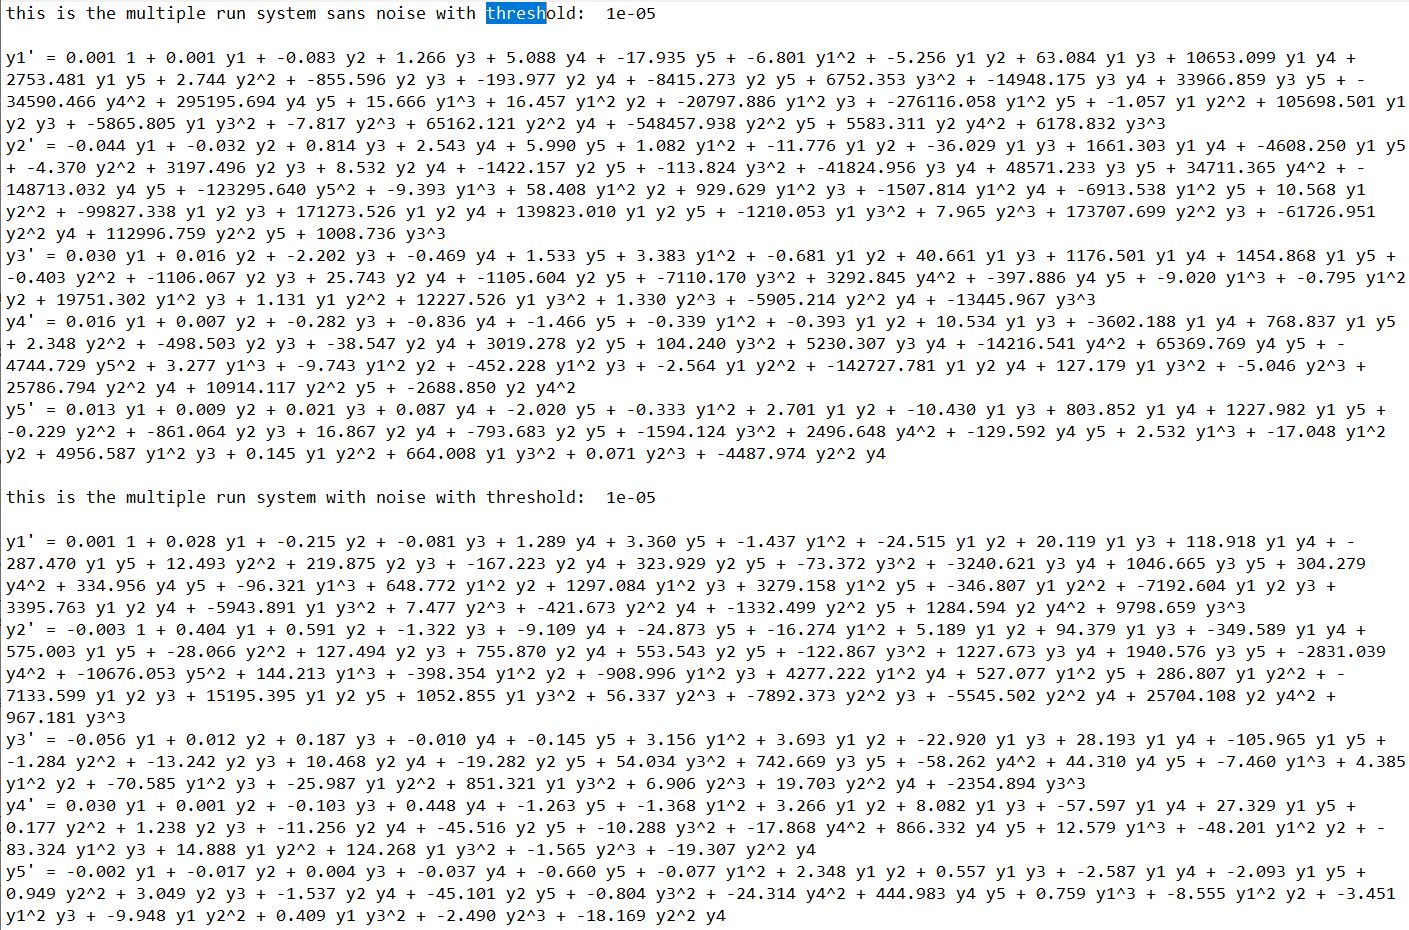 this is the multiple run system sans noise with threshold:  1e-05
y1' = 0.001 1 + 0.001 y1 + -0.083 y2 + 1.266 y3 + 5.088 y4 + -17.935 y5 + -6.801 y1^2 + -5.256 y1 y2 + 63.084 y1 y3 + 10653.099 y1 y4 +
2753.481 y1 y5 + 2.744 y2^2 + -855.596 y2 y3 + -193.977 y2 y4 + -8415.273 y2 y5 + 6752.353 y3^2 + -14948.175 y3 y4 + 33966.859 y3 y5 + -
34590.466 y4^2 + 295195.694 y4 y5 + 15.666 y1^3 + 16.457 y1^2 y2 + -20797.886 y1^2 y3 + -276116.058 y1^2 y5 + -1.057 y1 y2^2 + 105698.501 y1
y2 y3 + -5865.805 y1 y3^2 + -7.817 y2^3 + 65162.121 y2^2 y4 + -548457.938 y2^2 y5 + 5583.311 y2 y4^2 + 6178.832 y3^3
y2' = -0.044 y1 + -0.032 y2 + 0.814 y3 + 2.543 y4 + 5.990 y5 + 1.082 y1^2 + -11.776 y1 y2 + -36.029 y1 y3 + 1661.303 y1 y4 + -4608.250 y1 y5
+ -4.370 y2^2 + 3197.496 y2 y3 + 8.532 y2 y4 + -1422.157 y2 y5 + -113.824 y3^2 + -41824.956 y3 y4 + 48571.233 y3 y5 + 34711.365 y4^2 + -
148713.032 y4 y5 + -123295.640 y5^2 + -9.393 y1^3 + 58.408 y1^2 y2 + 929.629 y1^2 y3 + -1507.814 y1^2 y4 + -6913.538 y1^2 y5 + 10.568 y1
y2^2 + -99827.338 y1 y2 y3 + 171273.526 y1 y2 y4 + 139823.010 y1 y2 y5 + -1210.053 y1 y3^2 + 7.965 y2^3 + 173707.699 y2^2 y3 + -61726.951
y2^2 y4 + 112996.759 y2^2 y5 + 1008.736 y3^3
y3' = 0.030 y1 + 0.016 y2 + -2.202 y3 + -0.469 y4 + 1.533 y5 + 3.383 y1^2 + -0.681 y1 y2 + 40.661 y1 y3 + 1176.501 y1 y4 + 1454.868 y1 y5 +
-0.403 y2^2 + -1106.067 y2 y3 + 25.743 y2 y4 + -1105.604 y2 y5 + -7110.170 y3^2 + 3292.845 y4^2 + -397.886 y4 y5 + -9.020 y1^3 + -0.795 y1^2
y2 + 19751.302 y1^2 y3 + 1.131 y1 y2^2 + 12227.526 y1 y3^2 + 1.330 y2^3 + -5905.214 y2^2 y4 + -13445.967 y3^3
y4' = 0.016 y1 + 0.007 y2 + -0.282 y3 + -0.836 y4 + -1.466 y5 + -0.339 y1^2 + -0.393 y1 y2 + 10.534 y1 y3 + -3602.188 y1 y4 + 768.837 y1 y5
+ 2.348 y2^2 + -498.503 y2 y3 + -38.547 y2 y4 + 3019.278 y2 y5 + 104.240 y3^2 + 5230.307 y3 y4 + -14216.541 y4^2 + 65369.769 y4 y5 + -
4744.729 y5^2 + 3.277 y1^3 + -9.743 y1^2 y2 + -452.228 y1^2 y3 + -2.564 y1 y2^2 + -142727.781 y1 y2 y4 + 127.179 y1 y3^2 + -5.046 y2^3 +
25786.794 y2^2 y4 + 10914.117 y2^2 y5 + -2688.850 y2 y4^2
y5' = 0.013 y1 + 0.009 y2 + 0.021 y3 + 0.087 y4 + -2.020 y5 + -0.333 y1^2 + 2.701 y1 y2 + -10.430 y1 y3 + 803.852 y1 y4 + 1227.982 y1 y5 +
-0.229 y2^2 + -861.064 y2 y3 + 16.867 y2 y4 + -793.683 y2 y5 + -1594.124 y3^2 + 2496.648 y4^2 + -129.592 y4 y5 + 2.532 y1^3 + -17.048 y1^2
y2 + 4956.587 y1^2 y3 + 0.145 y1 y2^2 + 664.008 y1 y3^2 + 0.071 y2^3 + -4487.974 y2^2 y4
this is the multiple run system with noise with threshold:  1e-05
y1' = 0.001 1 + 0.028 y1 + -0.215 y2 + -0.081 y3 + 1.289 y4 + 3.360 y5 + -1.437 y1^2 + -24.515 y1 y2 + 20.119 y1 y3 + 118.918 y1 y4 + -
287.470 y1 y5 + 12.493 y2^2 + 219.875 y2 y3 + -167.223 y2 y4 + 323.929 y2 y5 + -73.372 y3^2 + -3240.621 y3 y4 + 1046.665 y3 y5 + 304.279
y4^2 + 334.956 y4 y5 + -96.321 y1^3 + 648.772 y1^2 y2 + 1297.084 y1^2 y3 + 3279.158 y1^2 y5 + -346.807 y1 y2^2 + -7192.604 y1 y2 y3 +
3395.763 y1 y2 y4 + -5943.891 y1 y3^2 + 7.477 y2^3 + -421.673 y2^2 y4 + -1332.499 y2^2 y5 + 1284.594 y2 y4^2 + 9798.659 y3^3
y2' = -0.003 1 + 0.404 y1 + 0.591 y2 + -1.322 y3 + -9.109 y4 + -24.873 y5 + -16.274 y1^2 + 5.189 y1 y2 + 94.379 y1 y3 + -349.589 y1 y4 +
575.003 y1 y5 + -28.066 y2^2 + 127.494 y2 y3 + 755.870 y2 y4 + 553.543 y2 y5 + -122.867 y3^2 + 1227.673 y3 y4 + 1940.576 y3 y5 + -2831.039
y4^2 + -10676.053 y5^2 + 144.213 y1^3 + -398.354 y1^2 y2 + -908.996 y1^2 y3 + 4277.222 y1^2 y4 + 527.077 y1^2 y5 + 286.807 y1 y2^2 + -
7133.599 y1 y2 y3 + 15195.395 y1 y2 y5 + 1052.855 y1 y3^2 + 56.337 y2^3 + -7892.373 y2^2 y3 + -5545.502 y2^2 y4 + 25704.108 y2 y4^2 +
967.181 y3^3
y3' = -0.056 y1 + 0.012 y2 + 0.187 y3 + -0.010 y4 + -0.145 y5 + 3.156 y1^2 + 3.693 y1 y2 + -22.920 y1 y3 + 28.193 y1 y4 + -105.965 y1 y5 +
-1.284 y2^2 + -13.242 y2 y3 + 10.468 y2 y4 + -19.282 y2 y5 + 54.034 y3^2 + 742.669 y3 y5 + -58.262 y4^2 + 44.310 y4 y5 + -7.460 y1^3 + 4.385
y1^2 y2 + -70.585 y1^2 y3 + -25.987 y1 y2^2 + 851.321 y1 y3^2 + 6.906 y2^3 + 19.703 y2^2 y4 + -2354.894 y3^3
y4' = 0.030 y1 + 0.001 y2 + -0.103 y3 + 0.448 y4 + -1.263 y5 + -1.368 y1^2 + 3.266 y1 y2 + 8.082 y1 y3 + -57.597 y1 y4 + 27.329 y1 y5 +
0.177 y2^2 + 1.238 y2 y3 + -11.256 y2 y4 + -45.516 y2 y5 + -10.288 y3^2 + -17.868 y4^2 + 866.332 y4 y5 + 12.579 y1^3 + -48.201 y1^2 y2 + -
83.324 y1^2 y3 + 14.888 y1 y2^2 + 124.268 y1 y3^2 + -1.565 y2^3 + -19.307 y2^2 y4
y5' = -0.002 y1 + -0.017 y2 + 0.004 y3 + -0.037 y4 + -0.660 y5 + -0.077 y1^2 + 2.348 y1 y2 + 0.557 y1 y3 + -2.587 y1 y4 + -2.093 y1 y5 +
0.949 y2^2 + 3.049 y2 y3 + -1.537 y2 y4 + -45.101 y2 y5 + -0.804 y3^2 + -24.314 y4^2 + 444.983 y4 y5 + 0.759 y1^3 + -8.555 y1^2 y2 + -3.451
y1^2 y3 + -9.948 y1 y2^2 + 0.409 y1 y3^2 + -2.490 y2^3 + -18.169 y2^2 y4